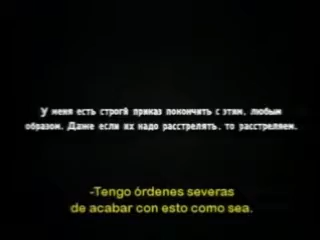 У меня есть строгй приказ покончить с этим, любым
образом. Даже если их надо расстрелять, то расстреляем.
-Tengo órdenes severas
de acabar con esto como sea.